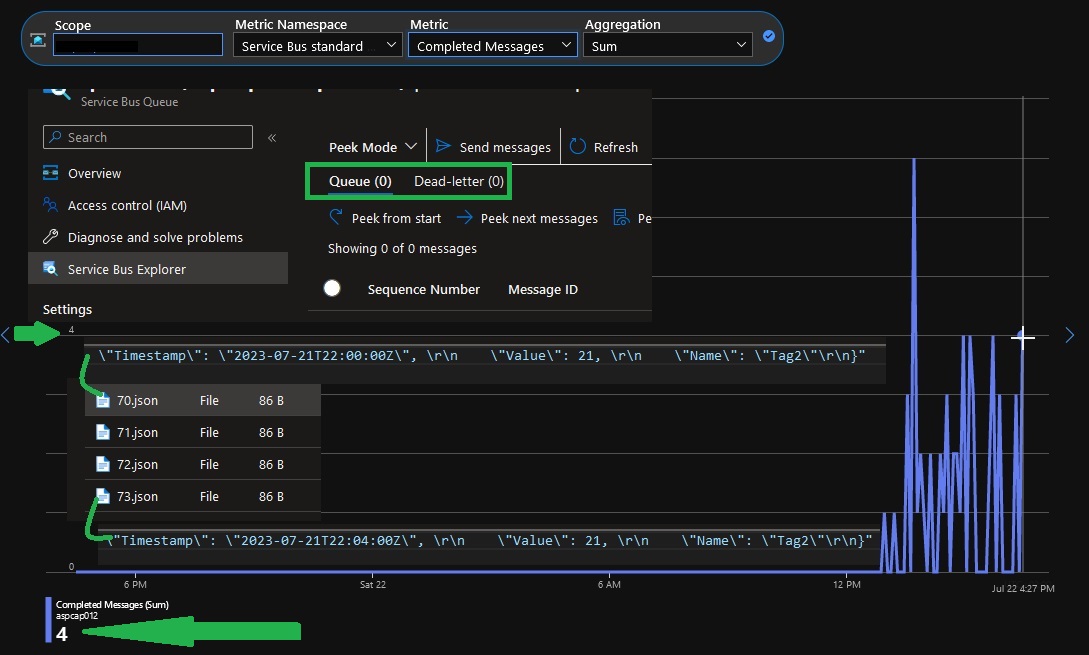 Scope
Metric Namespace
Metric
Aggregation
Service Bus standard
Completed Messages
Sum
Service Bus Queue
Search
«
Overview
Access control (IAM)
Diagnose and solve problems
Service Bus Explorer
Settings
Peek Mode
Send messages
Refresh
Queue (0)
Dead-letter (0)
Peek from start
Peek next messages
Pe
Showing 0 of 0 messages
Sequence Number
Message ID
4
\"Timestamp\": \"2023-07-21T22:00:00Z\", \r\n    \"Value\": 21, \r\n    \"Name\": \"Tag2\"\r\n}"
70.json File 86 B
71.json File 86 B
72.json File 86 B
73.json File 86 B
\"Timestamp\": \"2023-07-21T22:04:00Z\", \r\n    \"Value\": 21, \r\n    \"Name\": \"Tag2\"\r\n}"
0
6 PM
Sat 22
6 AM
12 PM
Jul 22 4:27 PM
Completed Messages (Sum)
aspcap012
4